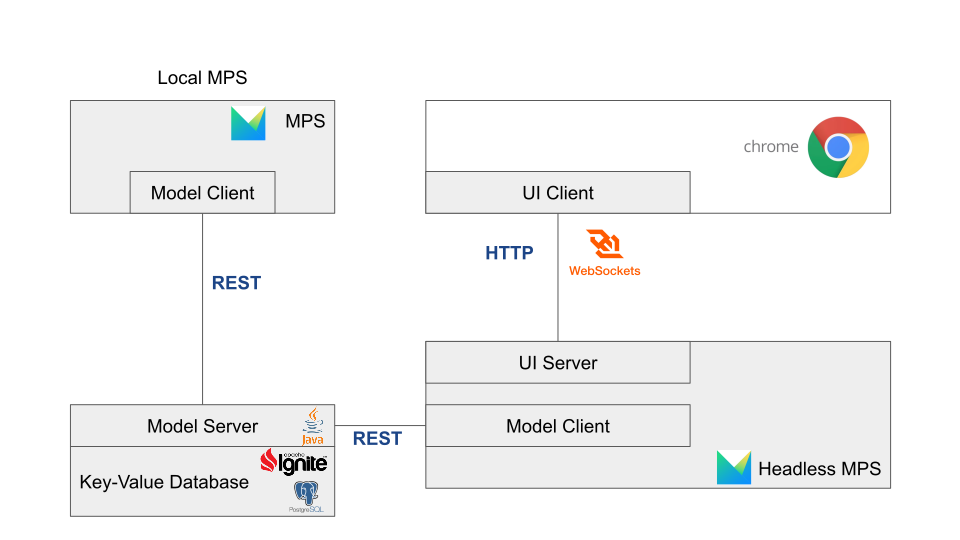 Local MPS
MPS
Model Client
chrome
UI Client
HTTP
WebSockets
REST
UI Server
Model Server
Java
REST
Model Client
Key-Value Database
apache
Ignite
PostgreSQL
Headless MPS